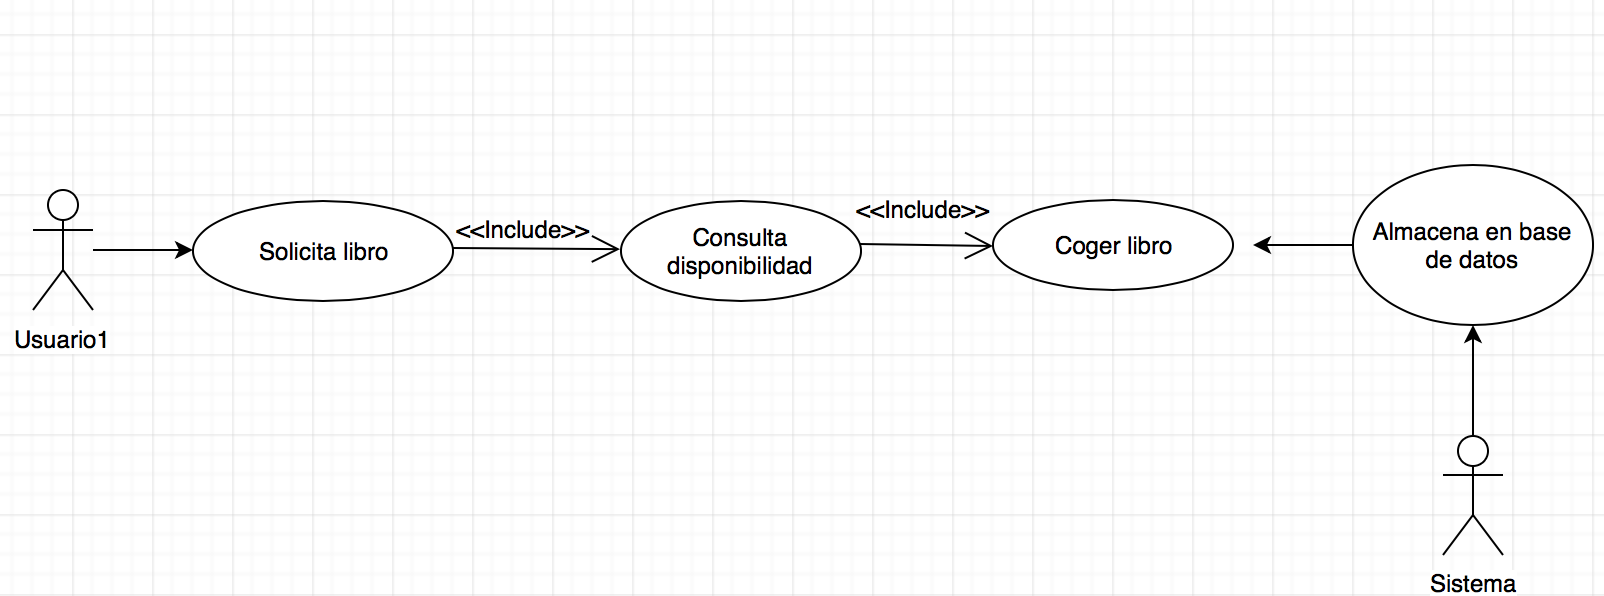 Usuario1
Solicita libro
<<Include>>
Consulta
disponibilidad
<<Include>>
Coger libro
Almacena en base
de datos
Sistema